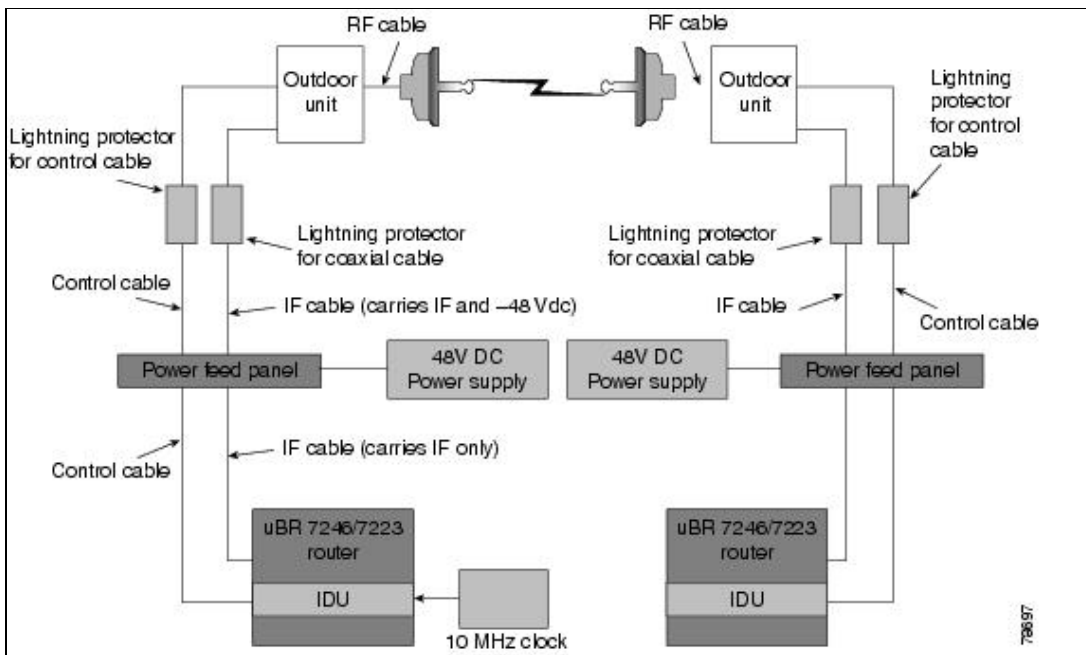 RF cable
RF cable
Outdoor
unit
Outdoor
unit
Lightning
protector
for control
cable
Lightning protector
for control cable
Lightning protector
for coaxial cable
Lightning protector
for coaxial cable
Control cable
IF cable (carries IF and –48 Vdc)
IF cable
Control cable
Power feed panel
48V DC
Power supply
48V DC
Power supply
Power feed panel
Control cable
IF cable (carries IF only)
uBR 7246/7223
router
IDU
10 MHz clock
uBR 7246/7223
router
IDU
79697